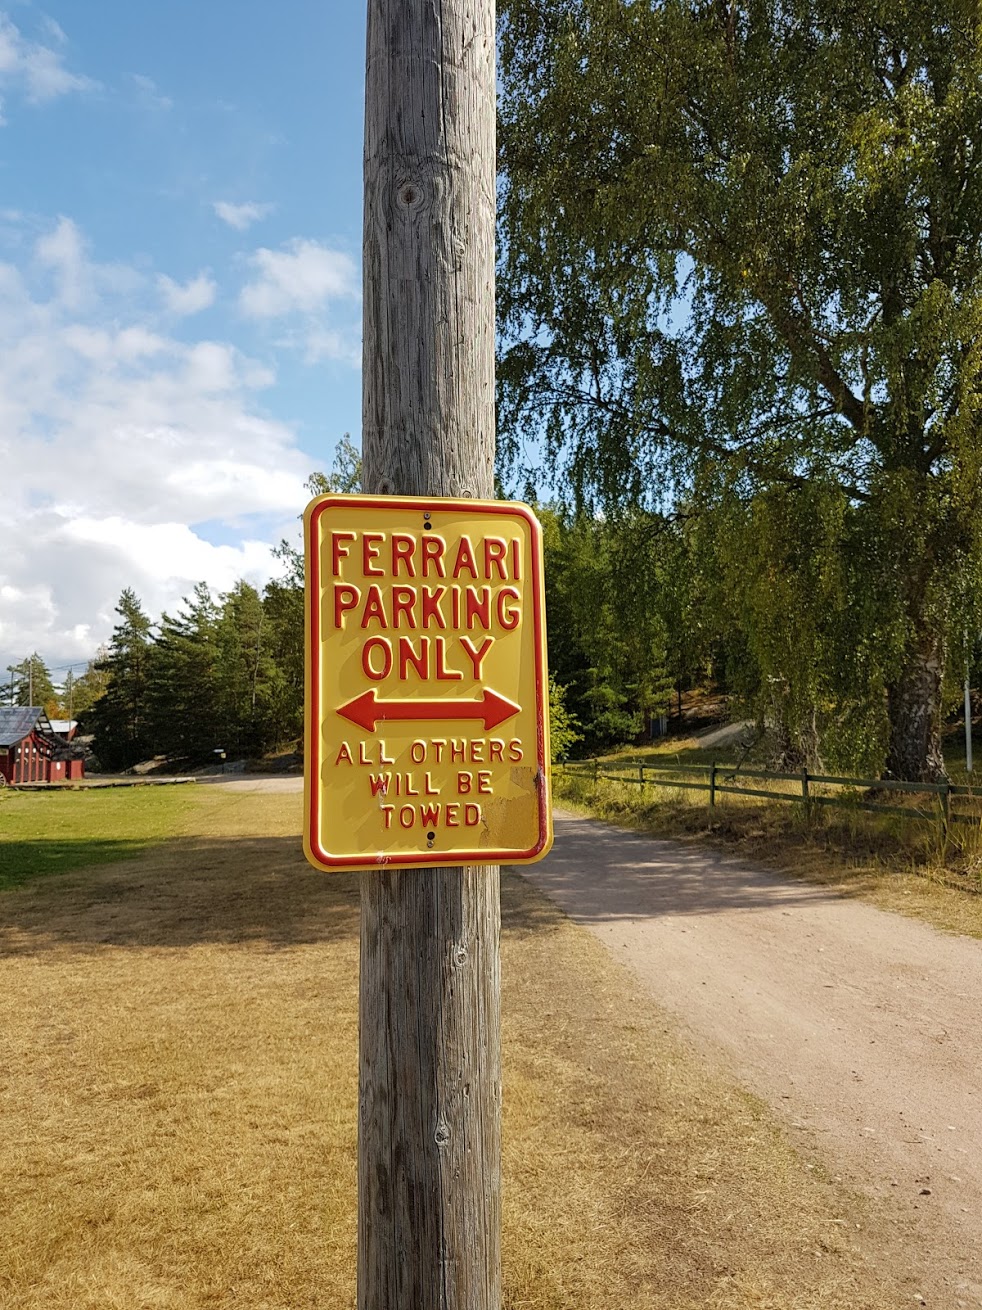 FERRARI
PARKING
ONLY
ALL OTHERS
WILL BE
TOWED